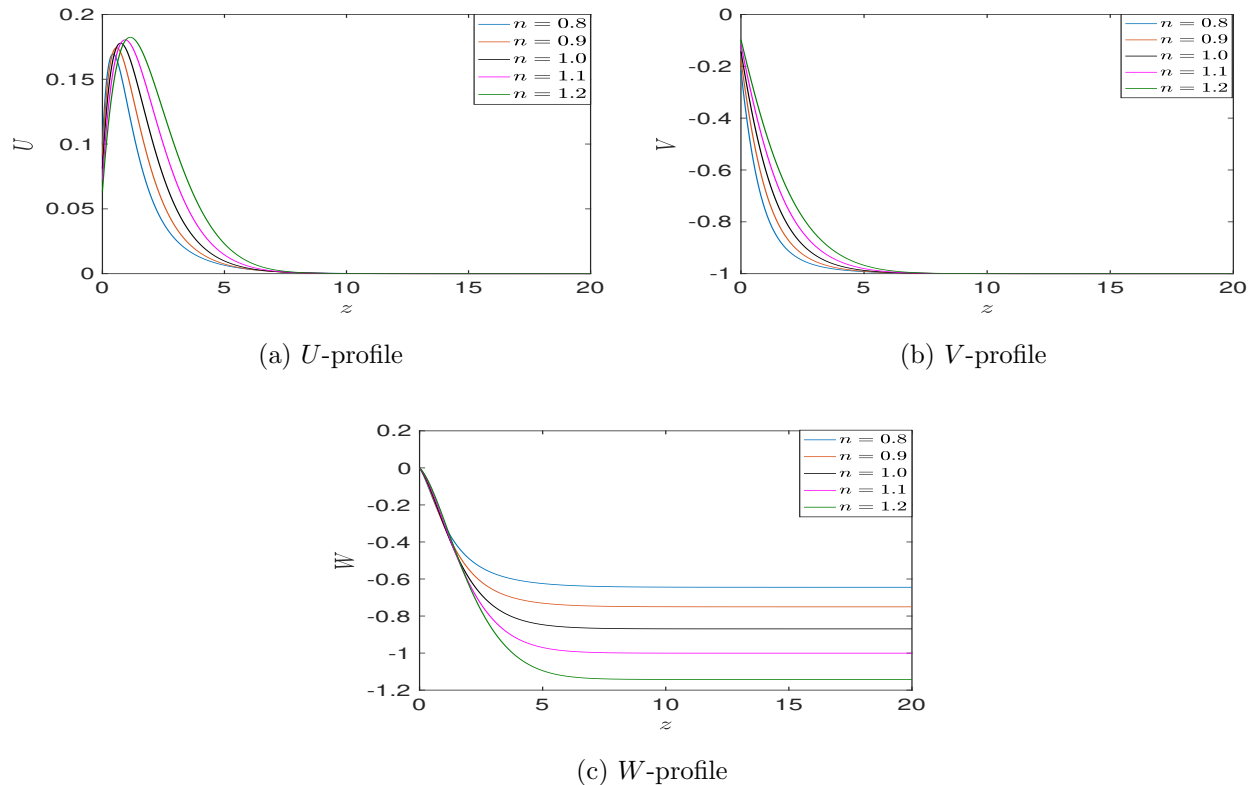 0.2
0.15
0.1
0.05
0
U
0
5
10
15
20
z
n = 0.8
n = 0.9
n = 1.0
n = 1.1
n = 1.2
(a) U-profile
0
-0.2
-0.4
-0.6
-0.8
-1
V
0
5
10
15
20
z
n = 0.8
n = 0.9
n = 1.0
n = 1.1
n = 1.2
(b) V-profile
0.2
0
-0.2
-0.4
-0.6
-0.8
-1
-1.2
W
0
5
10
15
20
z
n = 0.8
n = 0.9
n = 1.0
n = 1.1
n = 1.2
(c) W-profile